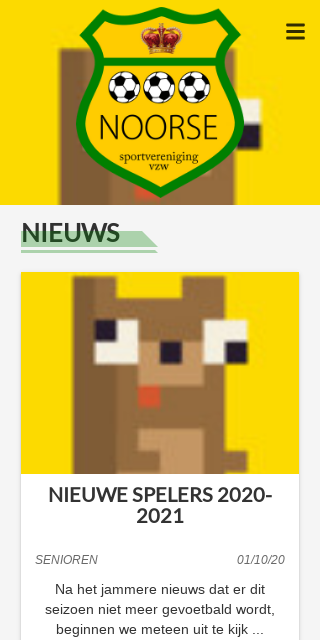 NOORSE
sportvereniging
vzw
NIEUWS
NIEUWE SPELERS 2020-
2021
SENIOREN 01/10/20
Na het jammere nieuws dat er dit
seizoen niet meer gevoetbald wordt,
beginnen we meteen uit te kijk ...